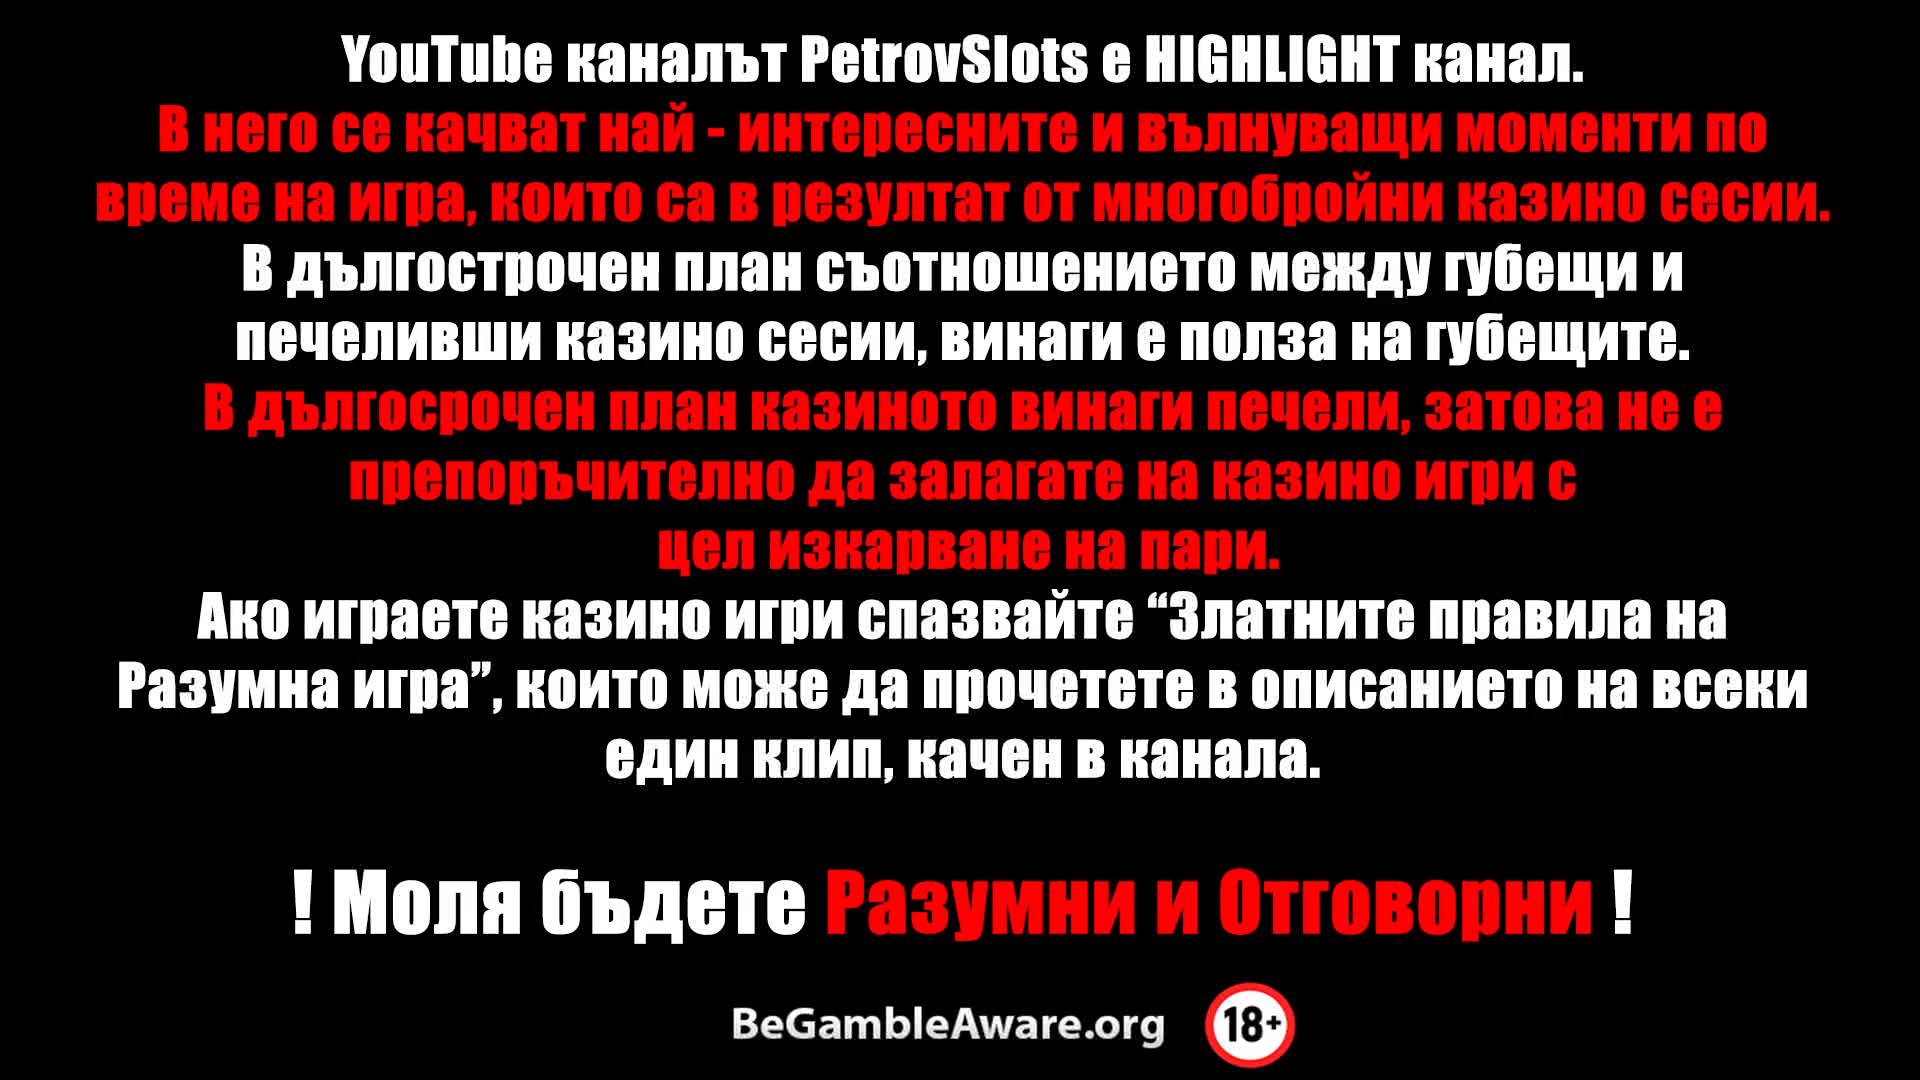 YouTube каналът PetrovSlots е HIGHLIGHT канал.
В него се качват най - интересните и вълнуващи моменти по
време на игра, които са в резултат от многобройни казино сесии.
В дългострочен план съотношението между губещи и
печеливши казино сесии, винаги е полза на губещите.
В дългосрочен план казиното винаги печели, затова не е
препоръчително да залагате на казино игри с
цел изкарване на пари.
Ако играете казино игри спазвайте “Златните правила на
Разумна игра”, които може да прочетете в описанието на всеки
един клип, качен в канала.
! Моля бъдете Разумни и Отговорни !
BeGambleAware.org 18+